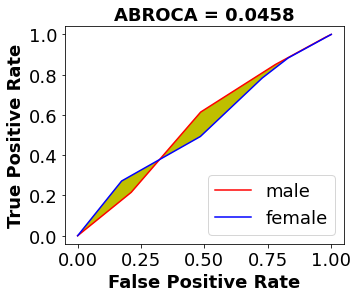 ABROCA = 0.0458
True Positive Rate
1.0
0.8
0.6
0.4
0.2
0.0
male
female
0.00 0.25 0.50 0.75 1.00
False Positive Rate